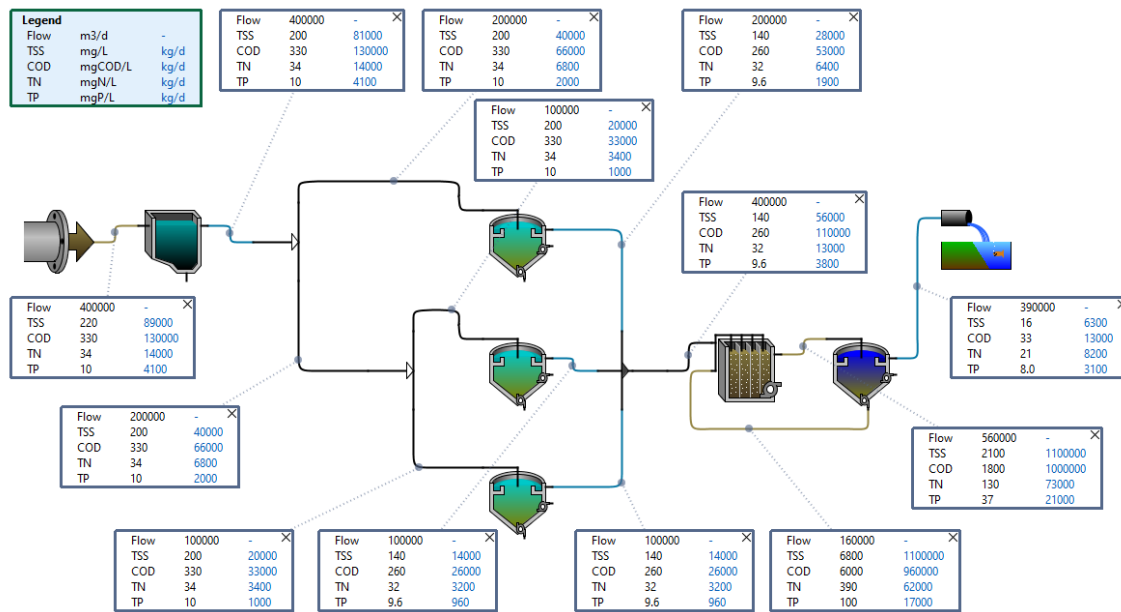 Legend
Flow m3/d -
TSS mg/L kg/d
COD mgCOD/L kg/d
TN mgN/L kg/d
TP mgP/L kg/d
Flow 400000 -
TSS 200 81000
COD 330 130000
TN 34 14000
TP 10 4100
Flow 200000 -
TSS 200 40000
COD 330 66000
TN 34 6800
TP 10 2000
Flow 200000 -
TSS 140 28000
COD 260 53000
TN 32 6400
TP 9.6 1900
Flow 100000 -
TSS 200 20000
COD 330 33000
TN 34 3400
TP 10 1000
Flow 400000 -
TSS 140 56000
COD 260 110000
TN 32 13000
TP 9.6 3800
Flow 400000 -
TSS 220 89000
COD 330 130000
TN 34 14000
TP 10 4100
Flow 390000 -
TSS 16 6300
COD 33 13000
TN 21 8200
TP 8.0 3100
Flow 200000 -
TSS 200 40000
COD 330 66000
TN 34 6800
TP 10 2000
Flow 560000 -
TSS 2100 1100000
COD 1800 1000000
TN 130 73000
TP 37 21000
Flow 100000 -
TSS 200 20000
COD 330 33000
TN 34 3400
TP 10 1000
Flow 100000 -
TSS 140 14000
COD 260 26000
TN 32 3200
TP 9.6 960
Flow 100000 -
TSS 140 14000
COD 260 26000
TN 32 3200
TP 9.6 960
Flow 160000 -
TSS 6800 1100000
COD 6000 960000
TN 390 62000
TP 100 17000